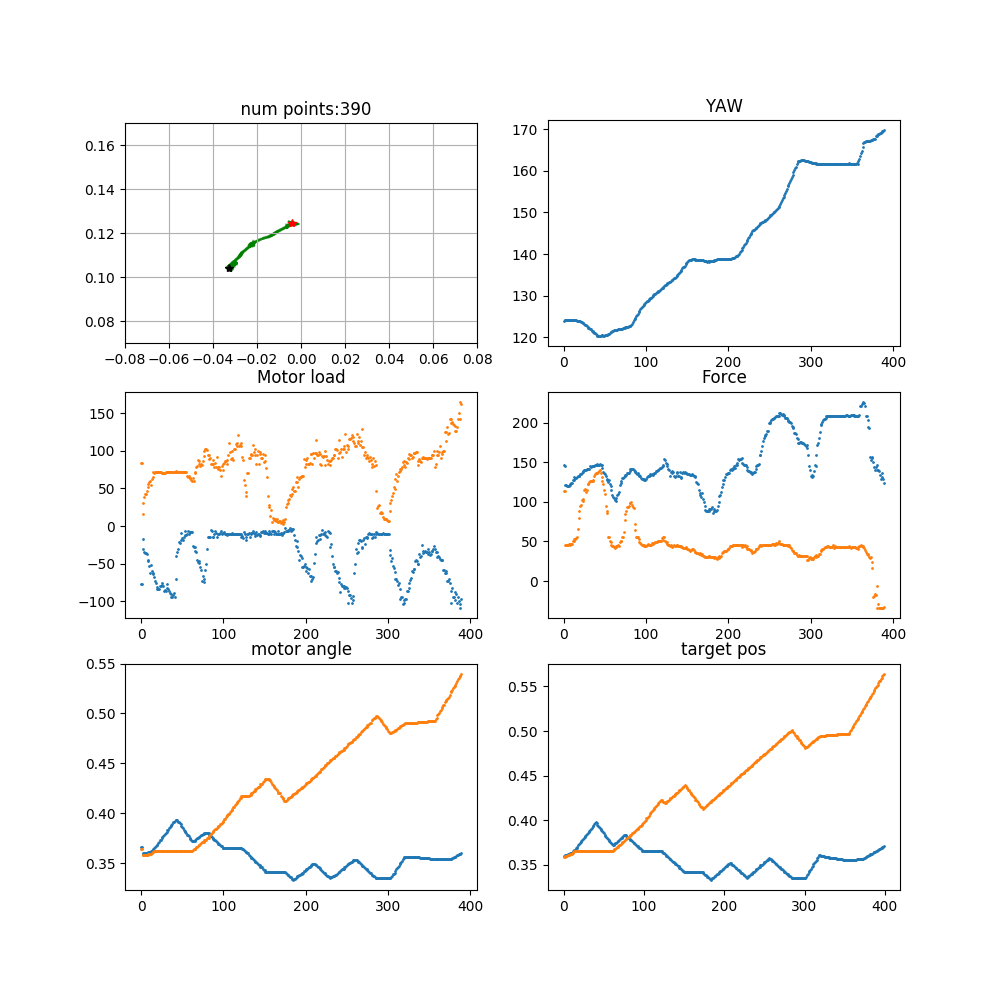 num points:390
0.16
0.14
0.12
0.10
0.08
−0.08 −0.06 −0.04 −0.02 0.00 0.02 0.04 0.06 0.08
YAW
170
160
150
140
130
120
0 100 200 300 400
Motor load
150
100
50
0
−50
−100
0 100 200 300 400
Force
200
150
100
50
0
0 100 200 300 400
motor angle
0.55
0.50
0.45
0.40
0.35
0 100 200 300 400
target pos
0.55
0.50
0.45
0.40
0.35
0 100 200 300 400